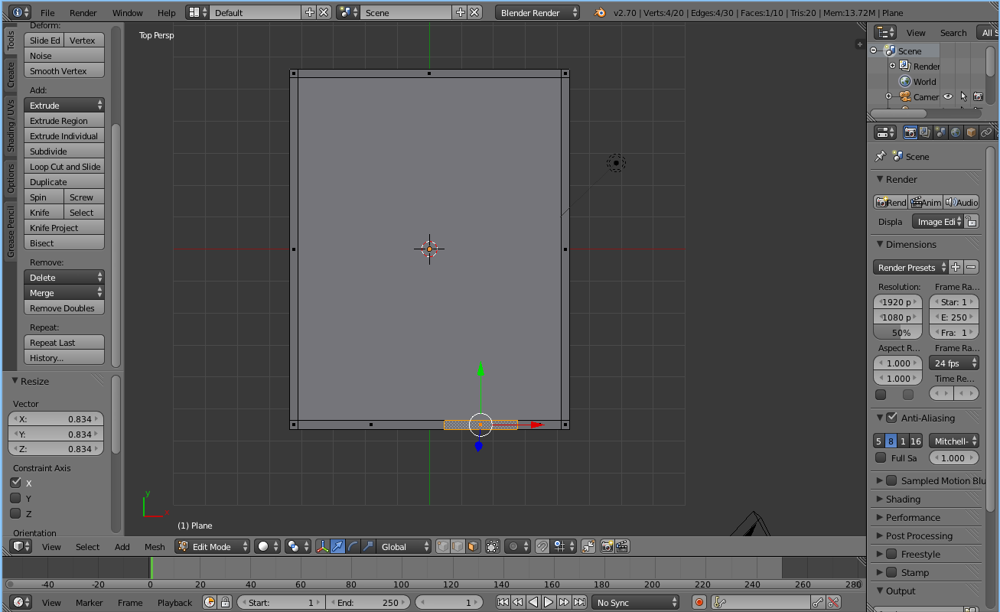 File Render Window Help Default Scene Blender Render v2.70 | Verts:4/20 | Edges:4/30 | Faces:1/10 | Tris:20 | Mem:13.72M | Plane
Tools
Create
Shading / UVs
Options
Grease Pencil
Deform:
Slide Ed Vertex
Noise
Smooth Vertex
Add:
Extrude
Extrude Region
Extrude Individual
Subdivide
Loop Cut and Slide
Duplicate
Spin Screw
Knife Select
Knife Project
Bisect
Remove:
Delete
Merge
Remove Doubles
Repeat:
Repeat Last
History...
Resize
Vector
X: 0.834
Y: 0.834
Z: 0.834
Constraint Axis
X
Y
Z
Orientation
Top Persp
y
x
(1) Plane
View Select Add Mesh Edit Mode Global
-40 -20 0 20 40 60 80 100 120 140 160 180 200 220 240 260 280
View Marker Frame Playback Start: 1 End: 250 1 No Sync
View Search All S
Scene
Render
World
Camer
Scene
Render
Rend Anim Audio
Displa Image Edi
Dimensions
Render Presets
Resolution: Frame Ra...
1920 p Star: 1
1080 p E: 250
50% Fra: 1
Aspect R... Frame Ra...
1.000 24 fps
1.000 Time Re...
Anti-Aliasing
5 8 1 16 Mitchell-
Full Sa 1.000
Sampled Motion Blu
Shading
Performance
Post Processing
Freestyle
Stamp
Output